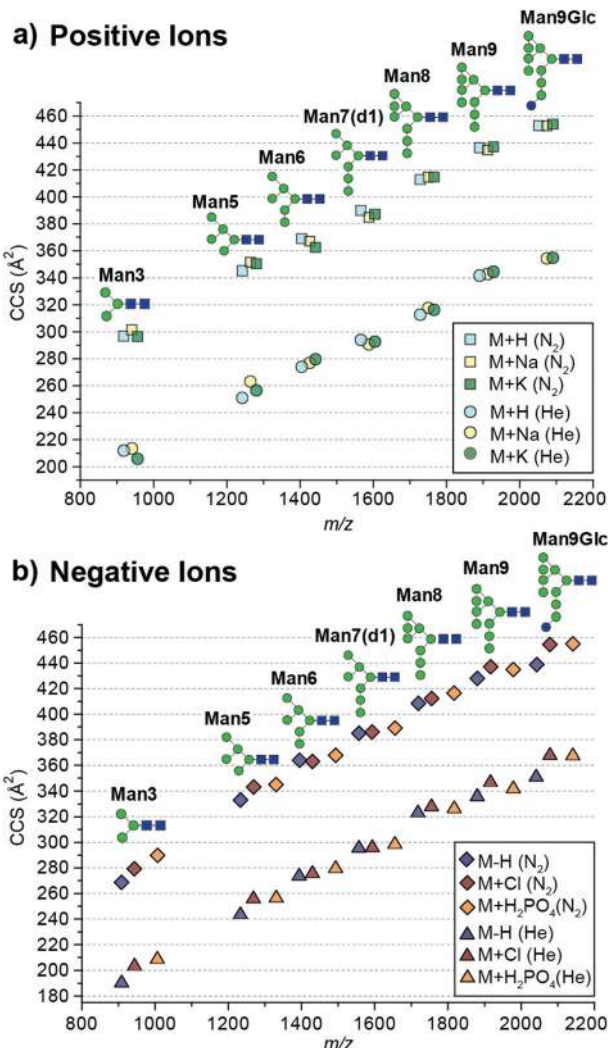 a) Positive Ions
Man9Glc
Man9
Man8
Man7(d1)
Man6
Man5
Man3
CCS (Å²)
460
440
420
400
380
360
340
320
300
280
260
240
220
200
M+H (N₂)
M+Na (N₂)
M+K (N₂)
M+H (He)
M+Na (He)
M+K (He)
800 1000 1200 1400 1600 1800 2000 2200
m/z
b) Negative Ions
Man9Glc
Man9
Man8
Man7(d1)
Man6
Man5
Man3
CCS (Å²)
460
440
420
400
380
360
340
320
300
280
260
240
220
200
180
M-H (N₂)
M+Cl (N₂)
M+H₂PO₄(N₂)
M-H (He)
M+Cl (He)
M+H₂PO₄(He)
800 1000 1200 1400 1600 1800 2000 2200
m/z